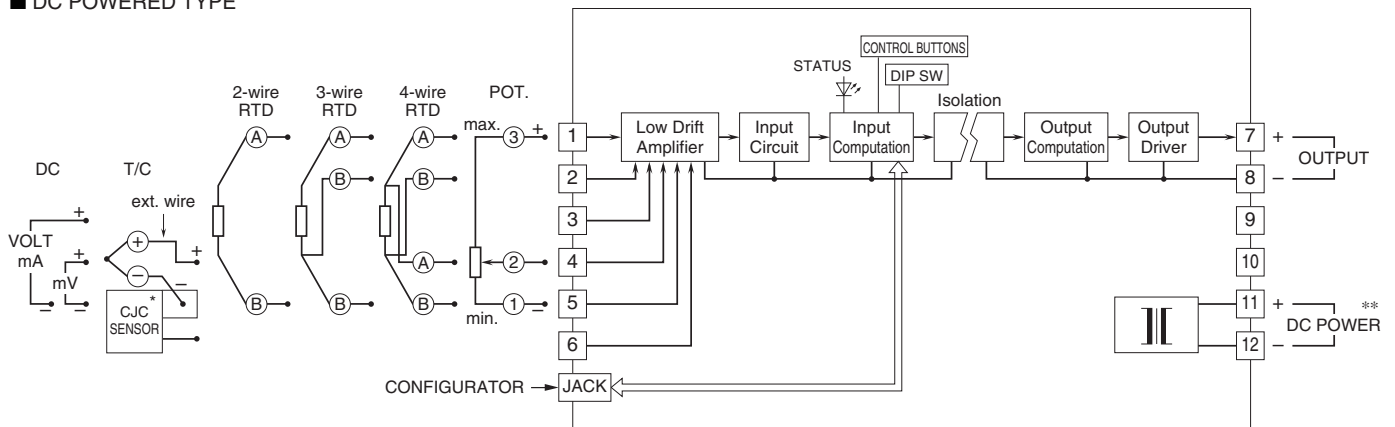 ■ DC POWERED TYPE
CONTROL BUTTONS
STATUS
DIP SW
Isolation
2-wire RTD
3-wire RTD
4-wire RTD
POT.
max.
A
A
A
3
+
1
Low Drift Amplifier
Input Circuit
Input Computation
Output Computation
Output Driver
7
+
OUTPUT
8
−
2
B
B
DC
T/C
ext. wire
3
9
+
VOLT
mA
+
mV
−
−
+
+
−
−
A
2
4
10
CJC *
SENSOR
B
B
B
1
−
min.
5
11
+
**
DC POWER
12
−
6
CONFIGURATOR
JACK